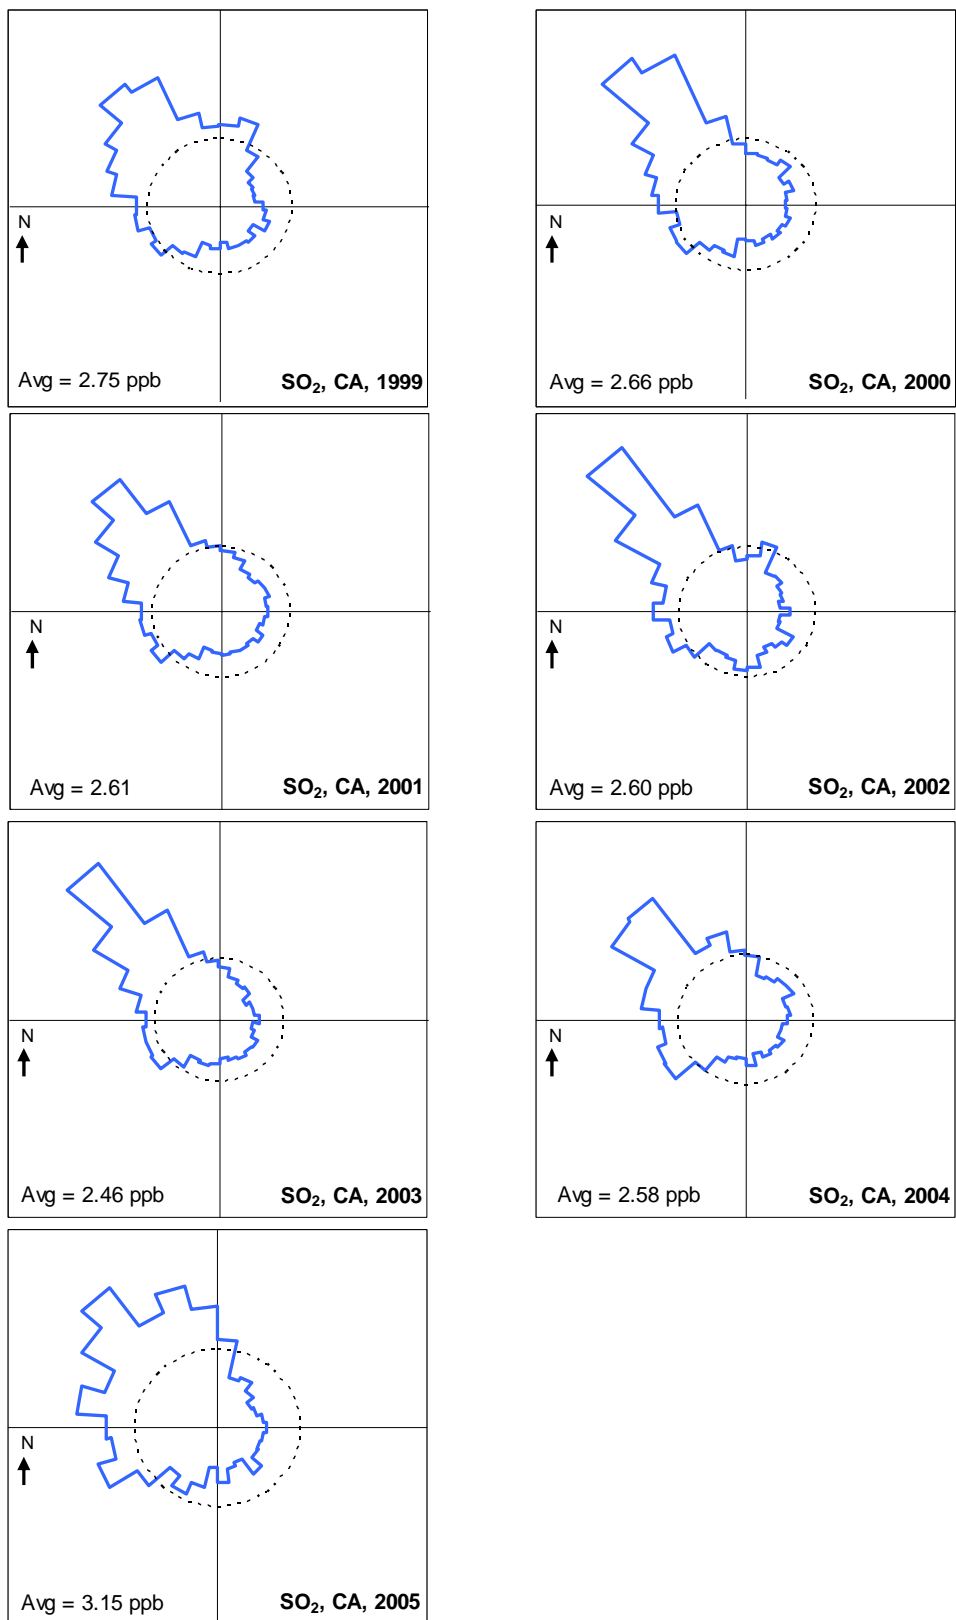 N
Avg = 2.75 ppb
SO₂, CA, 1999
N
Avg = 2.66 ppb
SO₂, CA, 2000
N
Avg = 2.61
SO₂, CA, 2001
N
Avg = 2.60 ppb
SO₂, CA, 2002
N
Avg = 2.46 ppb
SO₂, CA, 2003
N
Avg = 2.58 ppb
SO₂, CA, 2004
N
Avg = 3.15 ppb
SO₂, CA, 2005